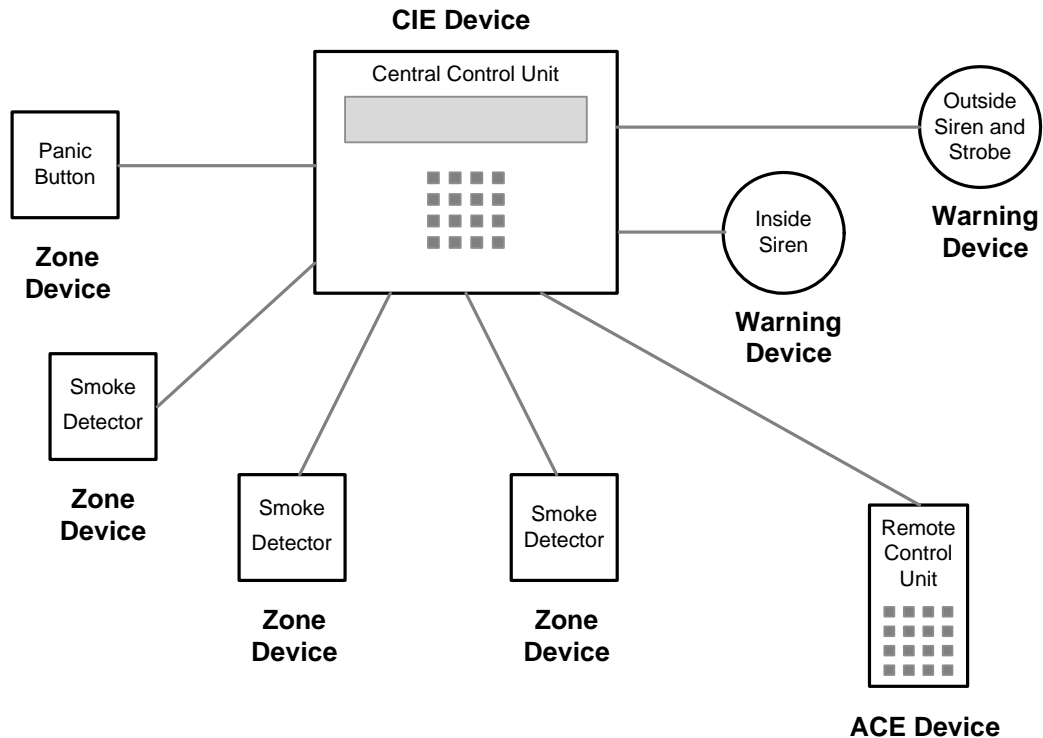 CIE Device
Central Control Unit
Panic
Button
Zone
Device
Outside
Siren and
Strobe
Warning
Device
Inside
Siren
Warning
Device
Smoke
Detector
Zone
Device
Smoke
Detector
Zone
Device
Smoke
Detector
Zone
Device
Remote
Control
Unit
ACE Device